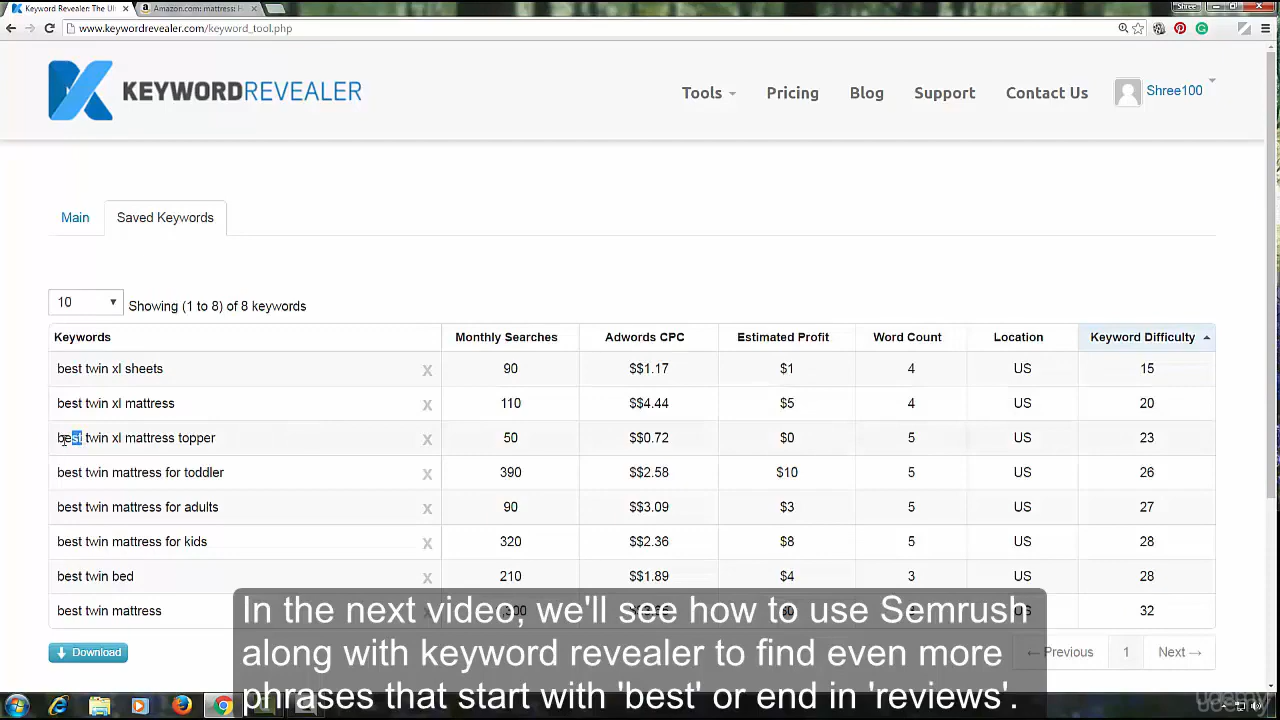 Keyword Revealer: The Ul
Amazon.com: mattress: H
Shree
www.keywordrevealer.com/keyword_tool.php
KEYWORDREVEALER
Tools
Pricing
Blog
Support
Contact Us
Shree100
Main
Saved Keywords
10
Showing (1 to 8) of 8 keywords
Keywords Monthly Searches Adwords CPC Estimated Profit Word Count Location Keyword Difficulty
best twin xl sheets X 90 $$1.17 $1 4 US 15
best twin xl mattress X 110 $$4.44 $5 4 US 20
best twin xl mattress topper X 50 $$0.72 $0 5 US 23
best twin mattress for toddler X 390 $$2.58 $10 5 US 26
best twin mattress for adults X 90 $$3.09 $3 5 US 27
best twin mattress for kids X 320 $$2.36 $8 5 US 28
best twin bed X 210 $$1.89 $4 3 US 28
best twin mattress US 32
In the next video, we'll see how to use Semrush
along with keyword revealer to find even more
phrases that start with 'best' or end in 'reviews'.
Download
← Previous 1 Next →
udemy